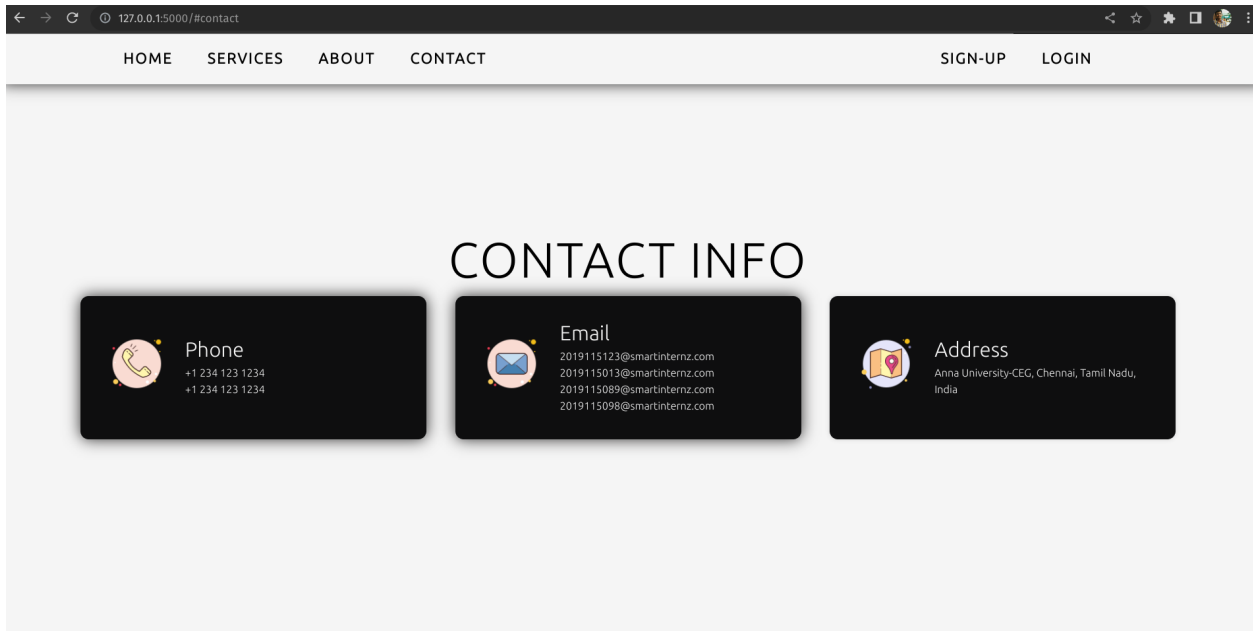 127.0.0.1:5000/#contact
HOME SERVICES ABOUT CONTACT SIGN-UP LOGIN
CONTACT INFO
Phone
+1 234 123 1234
+1 234 123 1234
Email
2019115123@smartinternz.com
2019115013@smartinternz.com
2019115089@smartinternz.com
2019115098@smartinternz.com
Address
Anna University-CEG, Chennai, Tamil Nadu,
India